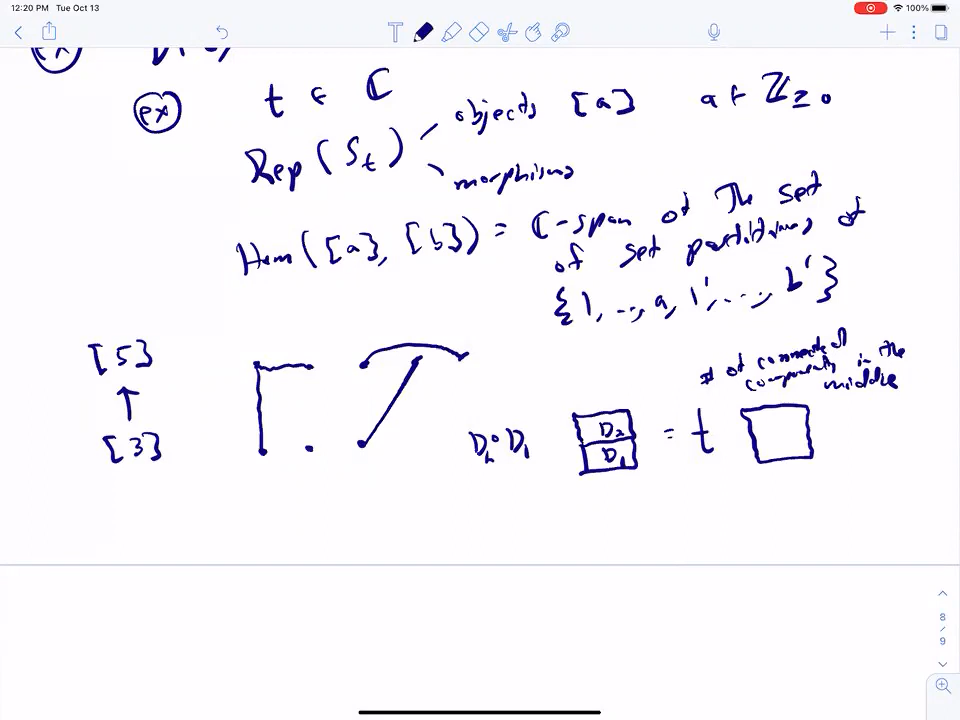 12:20 PM Tue Oct 13
100%
ex
ex t ∈ ℂ
objects [a] a ∈ ℤ≥0
Rep(S_t)
morphisms
Hom([a], [b]) = ℂ-span of the set
of set partitions of
{1, ..., a, 1', ..., b'}
[5]
↑
[3]
# of connected
components in the
middle
D₂∘D₁ D₂ D₁ = t
8
/
9